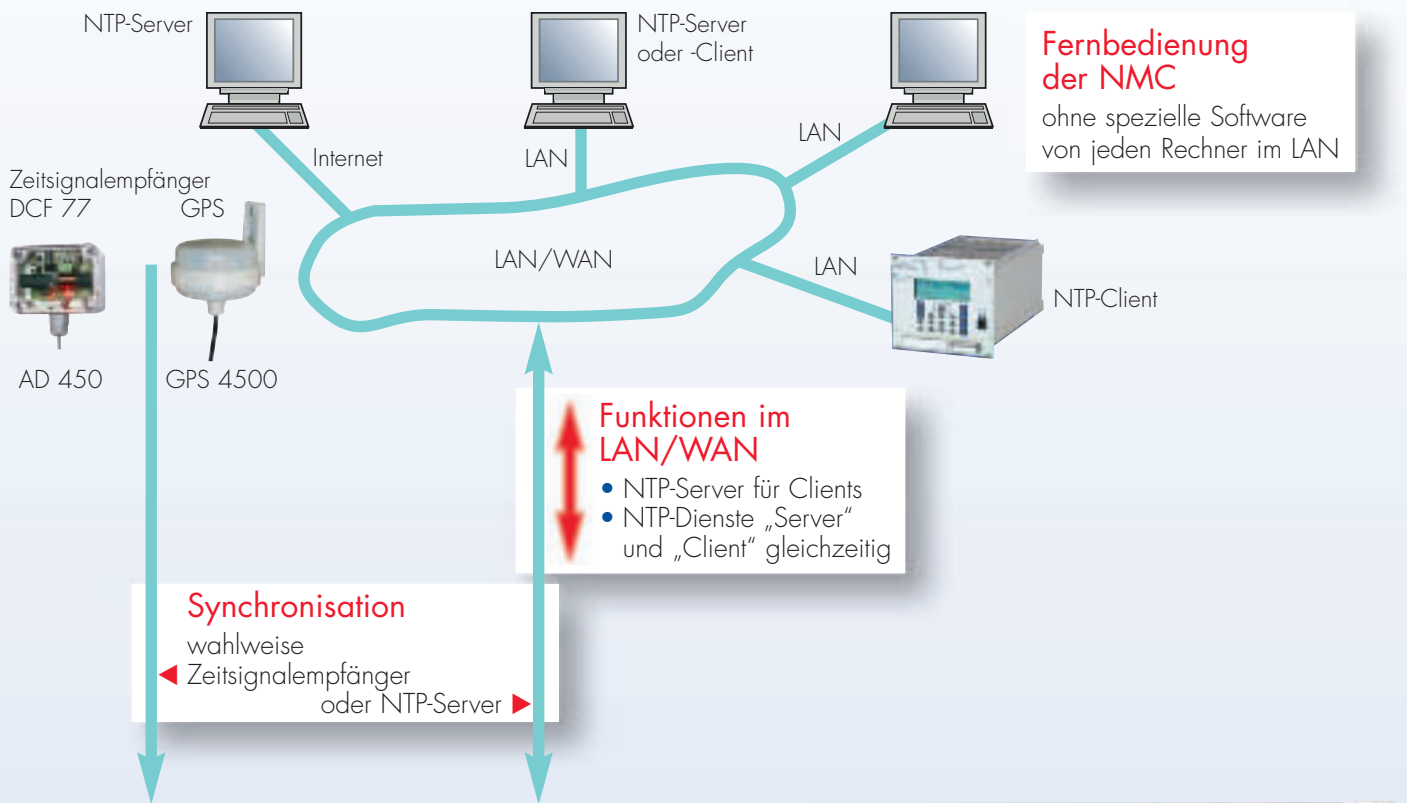 NTP-Server
NTP-Server
oder -Client
Fernbedienung
der NMC
ohne spezielle Software
von jeden Rechner im LAN
Internet
LAN
LAN
Zeitsignalempfänger
DCF 77
GPS
LAN/WAN
LAN
NTP-Client
AD 450
GPS 4500
Funktionen im
LAN/WAN
• NTP-Server für Clients
• NTP-Dienste „Server“
und „Client“ gleichzeitig
Synchronisation
wahlweise
Zeitsignalempfänger
oder NTP-Server